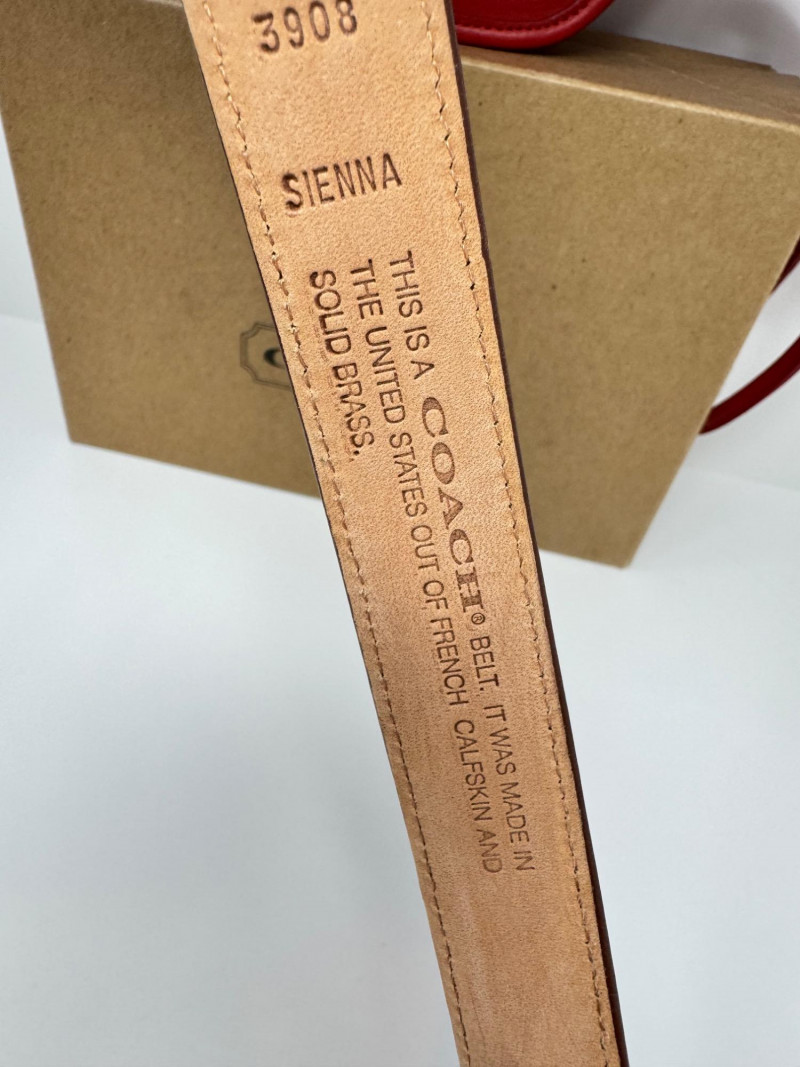 3908
SIENNA
THIS IS A COACH® BELT. IT WAS MADE IN
THE UNITED STATES OUT OF FRENCH CALFSKIN AND
SOLID BRASS.